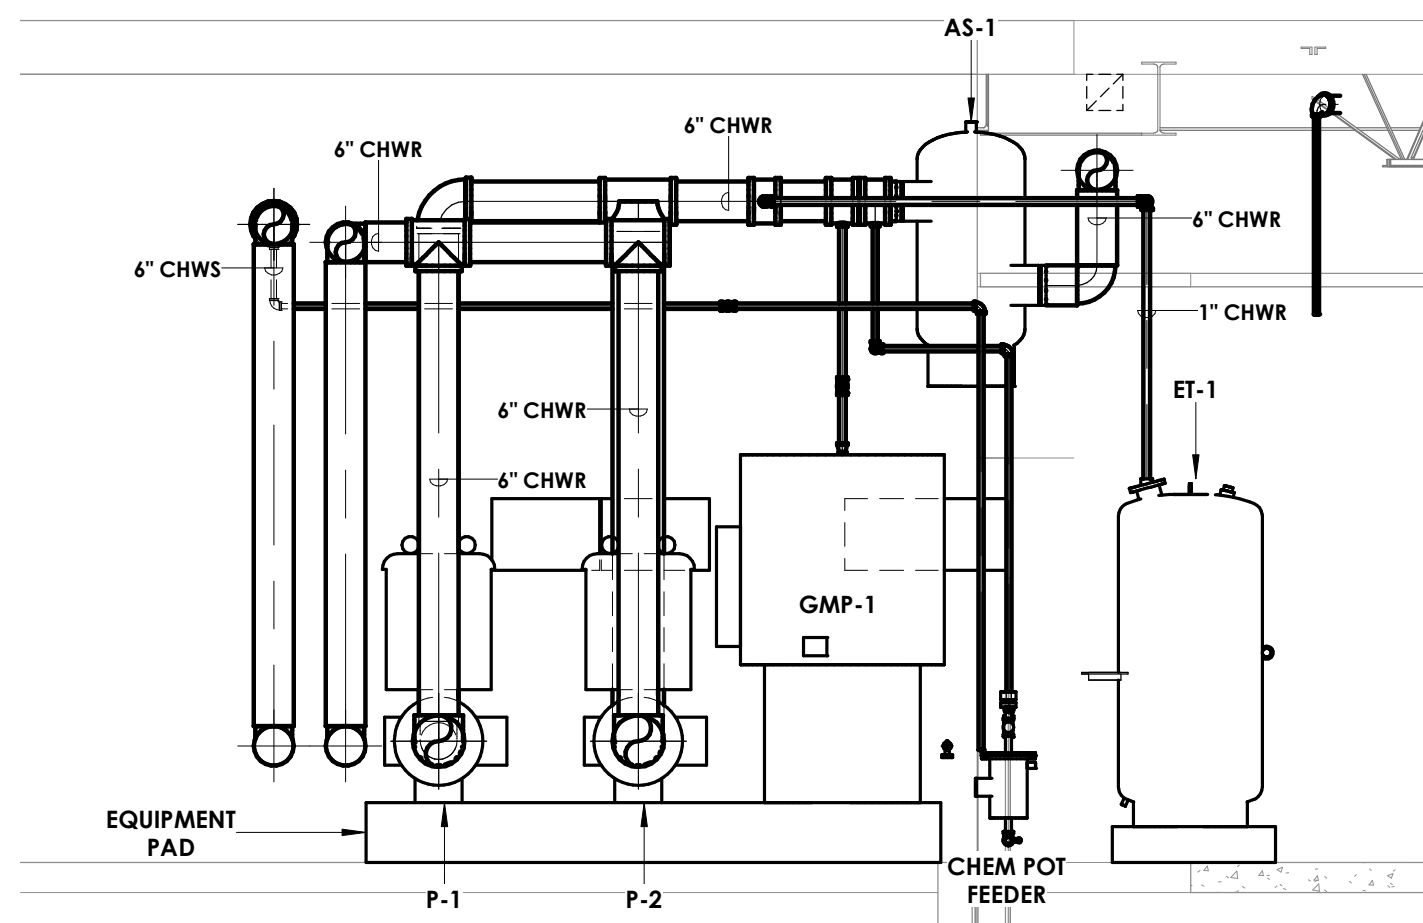 AS-1
6" CHWR
6" CHWR
6" CHWR
6" CHWS
1" CHWR
ET-1
6" CHWR
6" CHWR
GMP-1
EQUIPMENT
PAD
CHEM POT
FEEDER
P-1
P-2